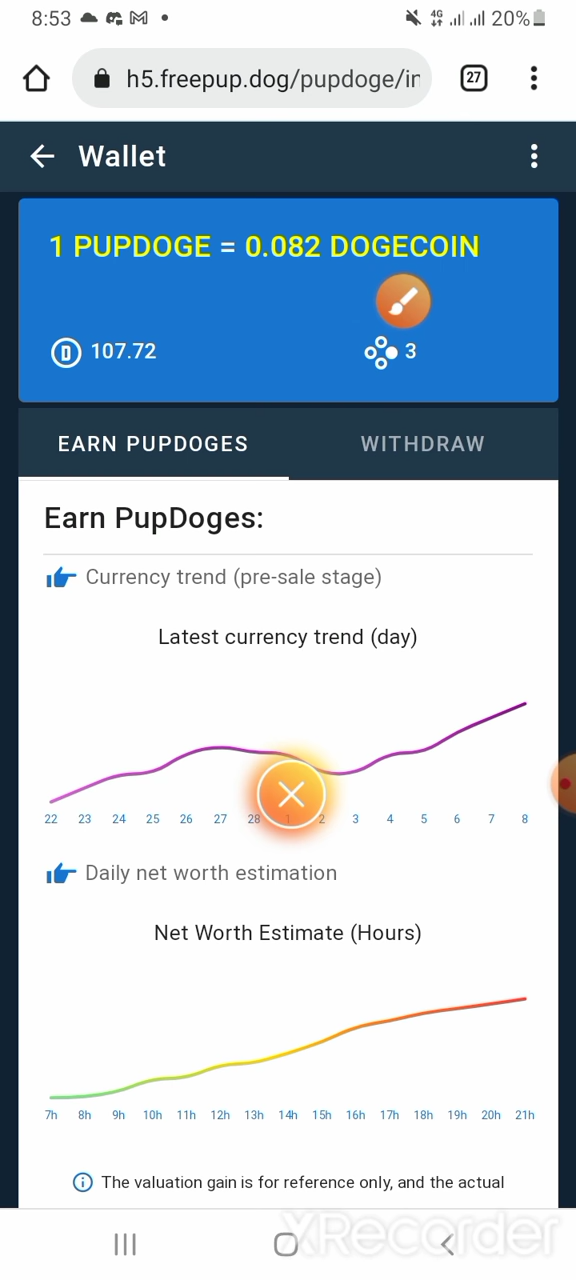 8:53 4G 20%
h5.freepup.dog/pupdoge/in 27
Wallet
1 PUPDOGE = 0.082 DOGECOIN
107.72 3
EARN PUPDOGES WITHDRAW
Earn PupDoges:
Currency trend (pre-sale stage)
Latest currency trend (day)
22 23 24 25 26 27 28 1 2 3 4 5 6 7 8
Daily net worth estimation
Net Worth Estimate (Hours)
7h 8h 9h 10h 11h 12h 13h 14h 15h 16h 17h 18h 19h 20h 21h
The valuation gain is for reference only, and the actual
XRecorder